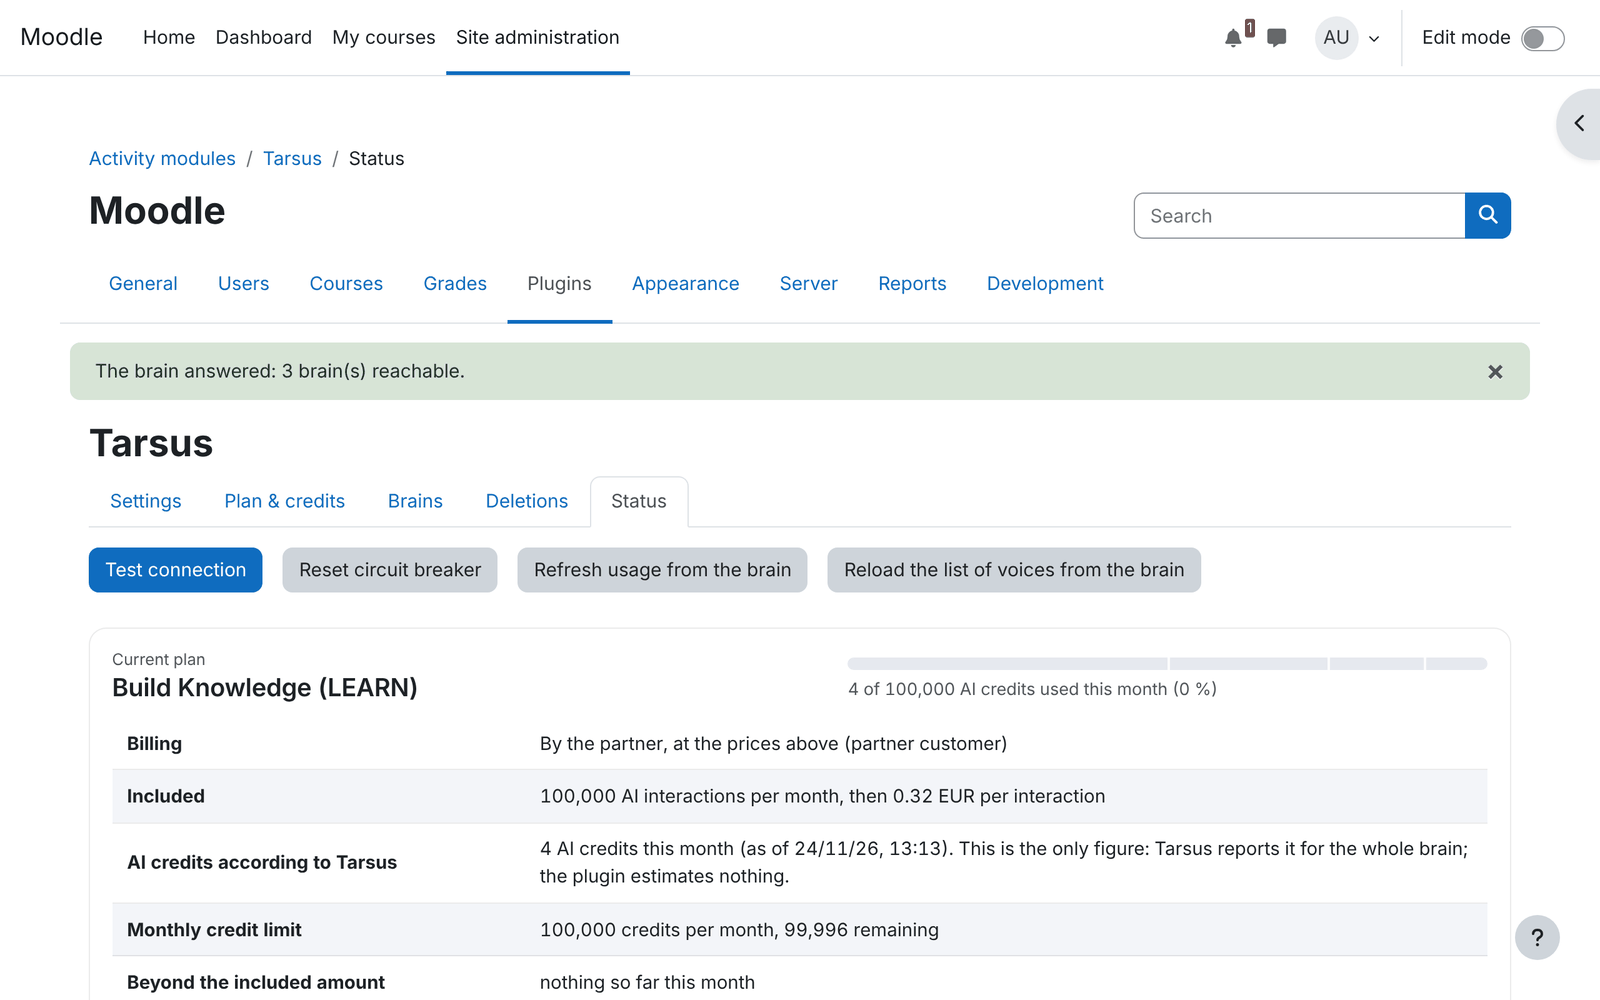 Moodle
Home
Dashboard
My courses
Site administration
1
AU
Edit mode
Activity modules / Tarsus / Status
Moodle
Search
General
Users
Courses
Grades
Plugins
Appearance
Server
Reports
Development
The brain answered: 3 brain(s) reachable.
Tarsus
Settings
Plan & credits
Brains
Deletions
Status
Test connection
Reset circuit breaker
Refresh usage from the brain
Reload the list of voices from the brain
Current plan
Build Knowledge (LEARN)
4 of 100,000 AI credits used this month (0 %)
Billing
By the partner, at the prices above (partner customer)
Included
100,000 AI interactions per month, then 0.32 EUR per interaction
AI credits according to Tarsus
4 AI credits this month (as of 24/11/26, 13:13). This is the only figure: Tarsus reports it for the whole brain;
the plugin estimates nothing.
Monthly credit limit
100,000 credits per month, 99,996 remaining
Beyond the included amount
nothing so far this month
?